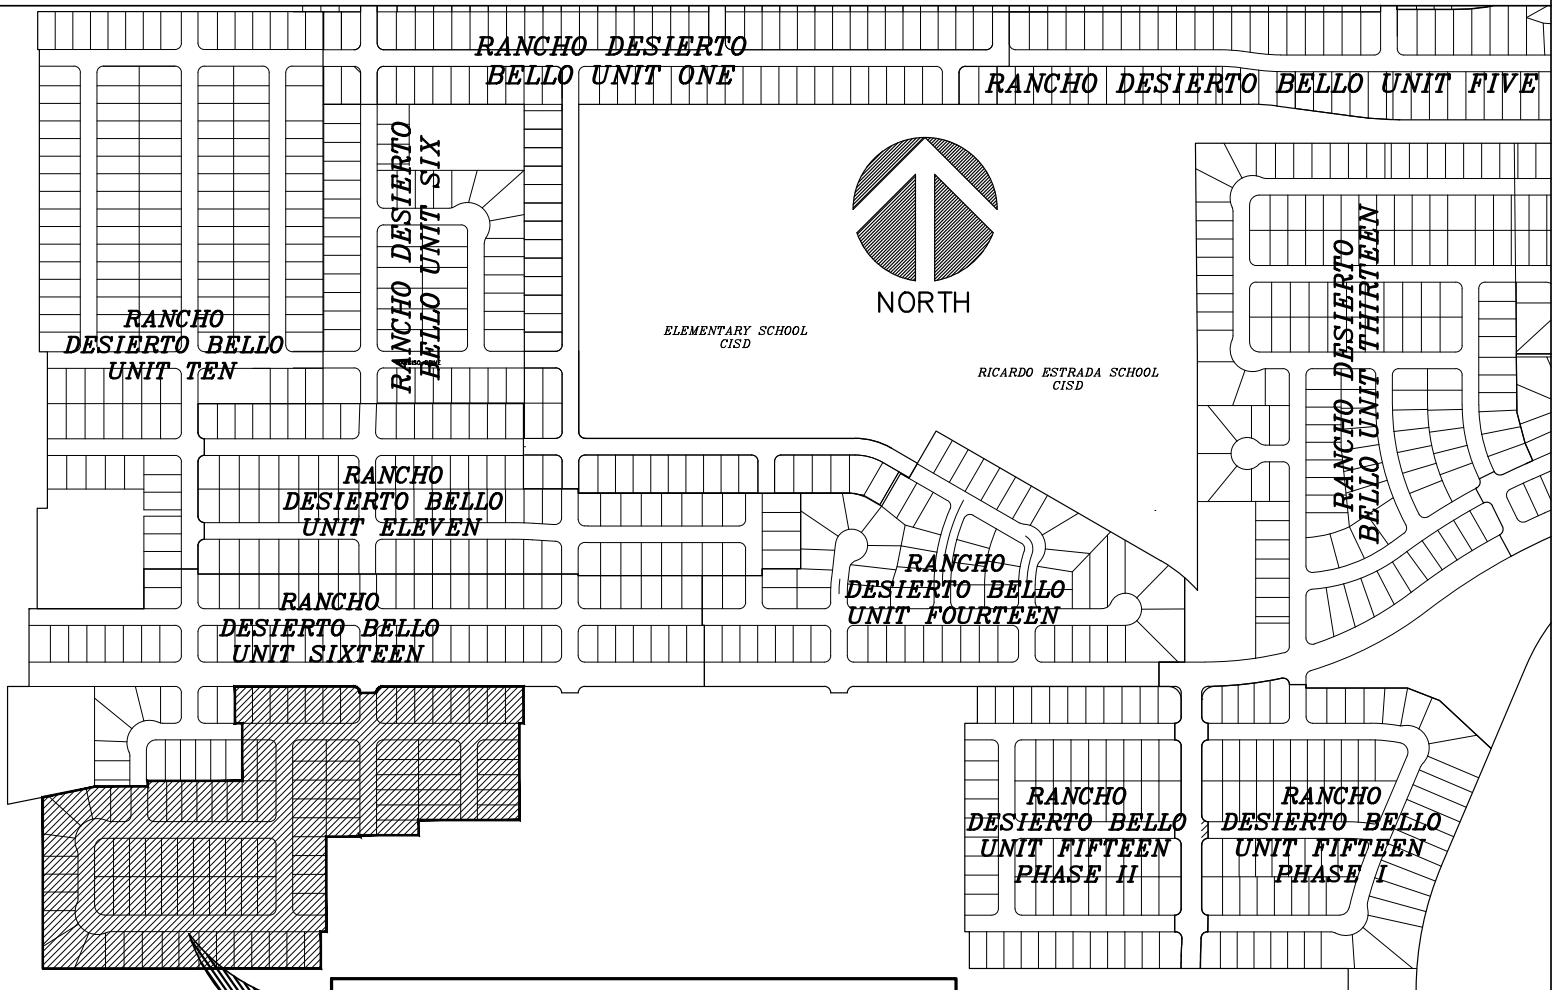 RANCHO DESIERTO
BELLO UNIT ONE
RANCHO DESIERTO BELLO UNIT FIVE
RANCHO DESIERTO
BELLO UNIT SIX
NORTH
RANCHO DESIERTO
BELLO UNIT THIRTEEN
RANCHO
DESIERTO BELLO
UNIT TEN
ELEMENTARY SCHOOL
CISD
RICARDO ESTRADA SCHOOL
CISD
RANCHO
DESIERTO BELLO
UNIT ELEVEN
RANCHO
DESIERTO BELLO
UNIT FOURTEEN
RANCHO
DESIERTO BELLO
UNIT SIXTEEN
RANCHO
DESIERTO BELLO
UNIT FIFTEEN
PHASE II
RANCHO
DESIERTO BELLO
UNIT FIFTEEN
PHASE I